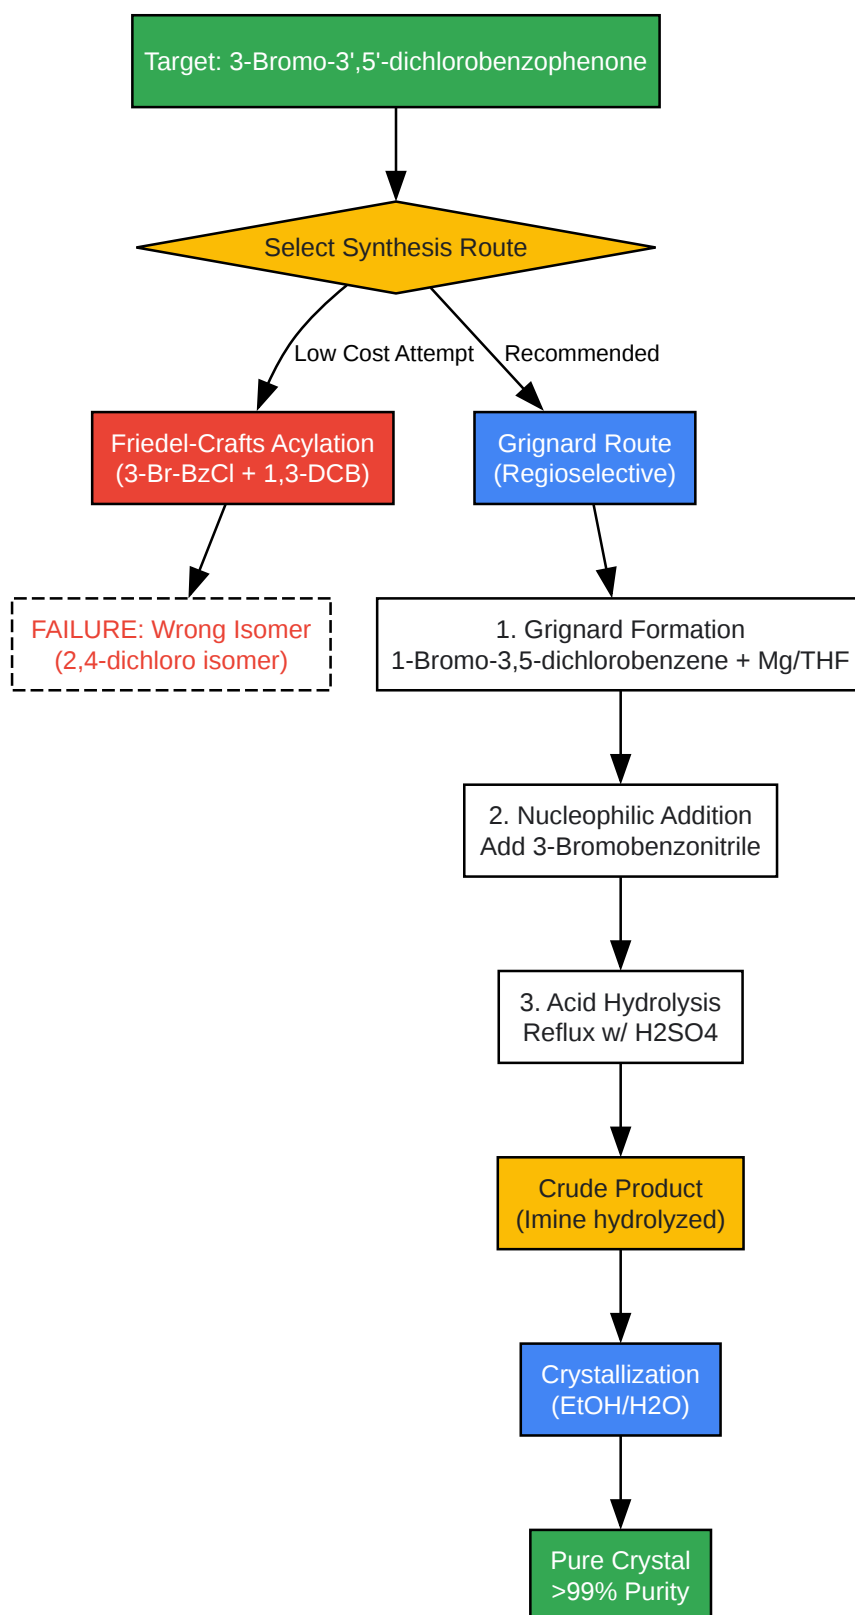 Target: 3-Bromo-3',5'-dichlorobenzophenone
Select Synthesis Route
Low Cost Attempt
Recommended
Friedel-Crafts Acylation
(3-Br-BzCl + 1,3-DCB)
Grignard Route
(Regioselective)
FAILURE: Wrong Isomer
(2,4-dichloro isomer)
1. Grignard Formation
1-Bromo-3,5-dichlorobenzene + Mg/THF
2. Nucleophilic Addition
Add 3-Bromobenzonitrile
3. Acid Hydrolysis
Reflux w/ H2SO4
Crude Product
(Imine hydrolyzed)
Crystallization
(EtOH/H2O)
Pure Crystal
>99% Purity